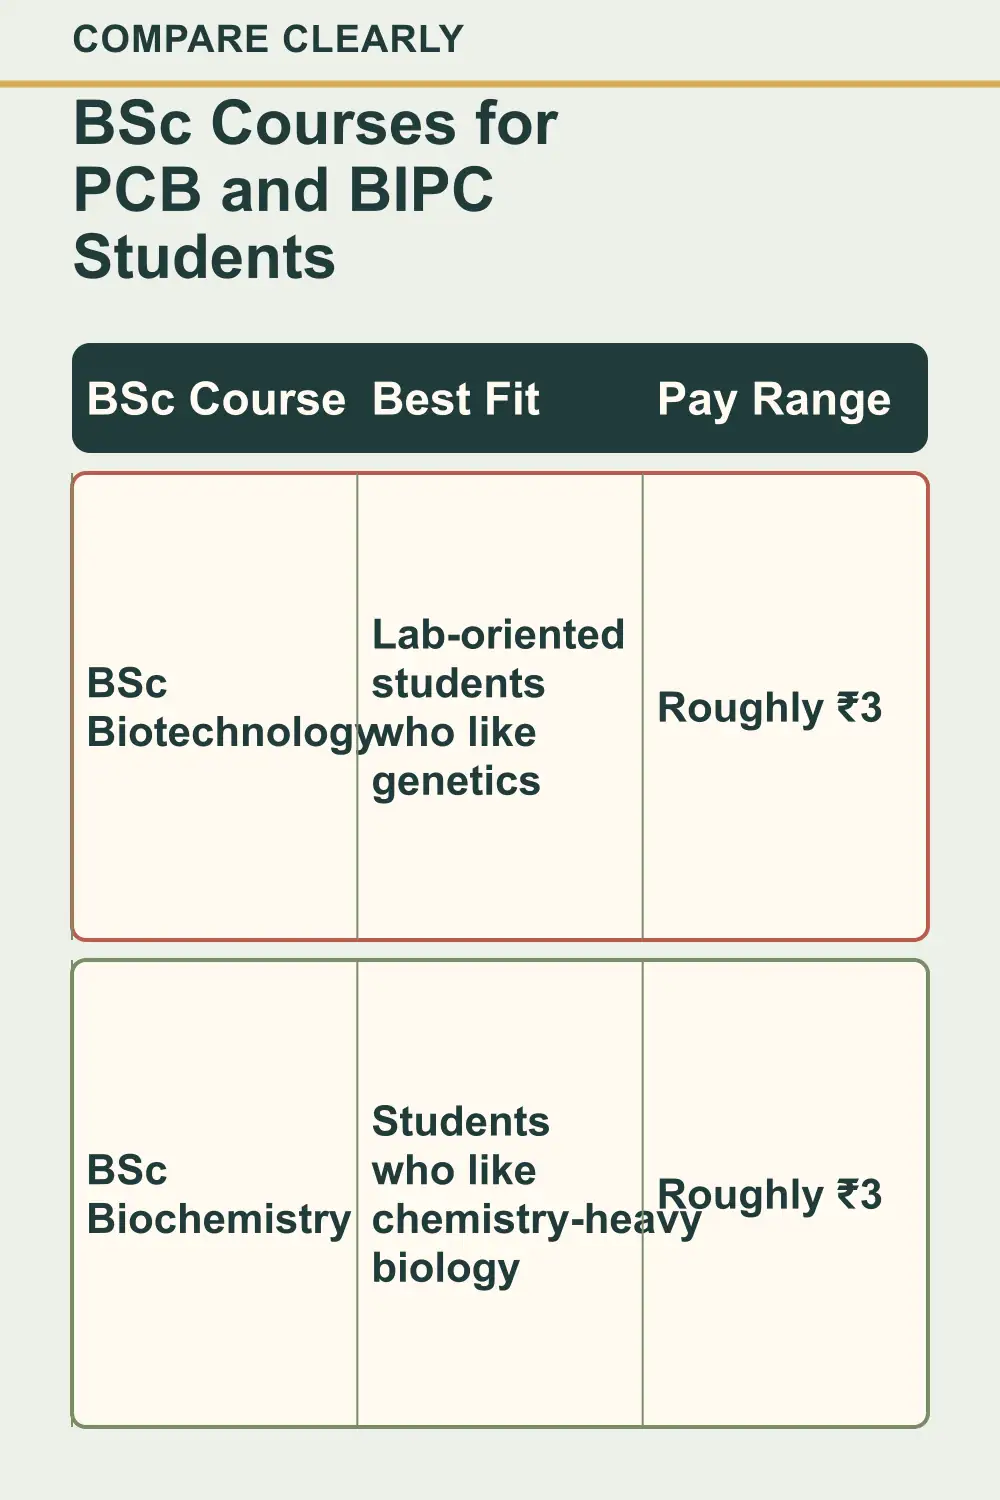 COMPARE CLEARLY
BSc Courses for
PCB and BIPC
Students
BSc Course Best Fit Pay Range
BSc
Biotechnology
Lab-oriented
students
who like
genetics
Roughly ₹3
BSc
Biochemistry
Students
who like
chemistry-heavy
biology
Roughly ₹3